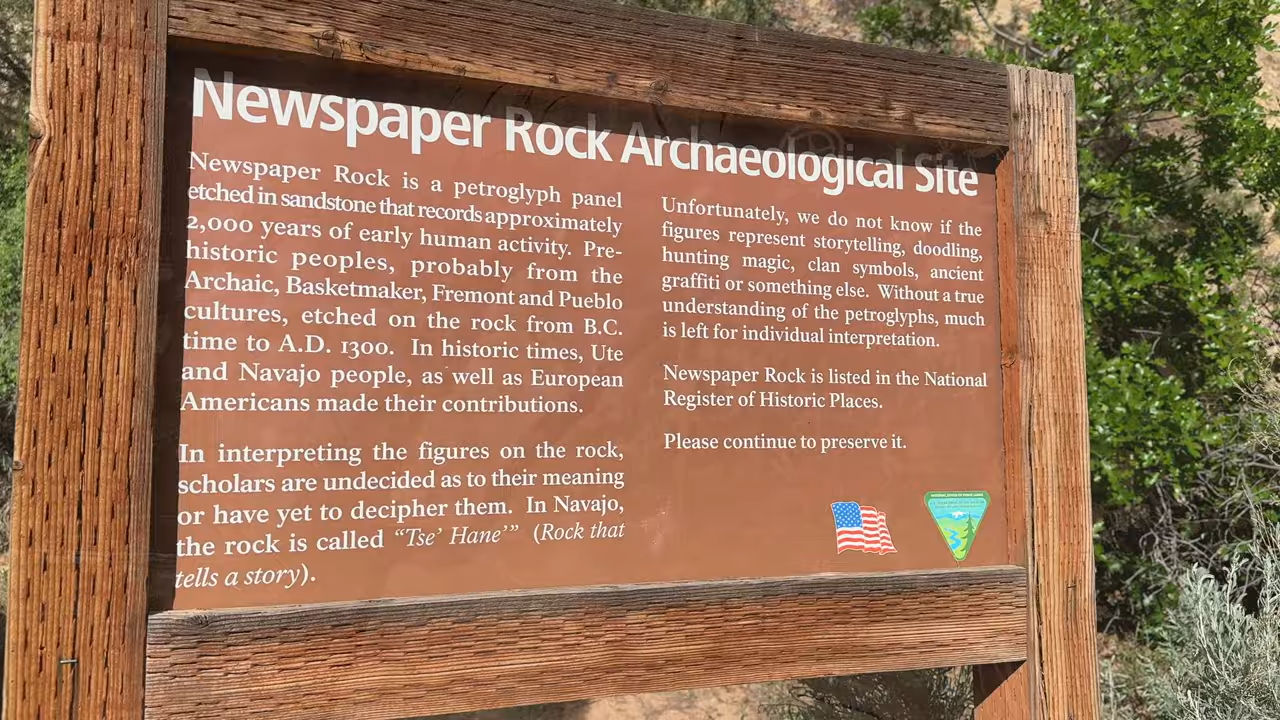 Newspaper Rock Archaeological Site
Newspaper Rock is a petroglyph panel
etched in sandstone that records approximately
2,000 years of early human activity. Pre-
historic peoples, probably from the
Archaic, Basketmaker, Fremont and Pueblo
cultures, etched on the rock from B.C.
time to A.D. 1300. In historic times, Ute
and Navajo people, as well as European
Americans made their contributions.
In interpreting the figures on the rock,
scholars are undecided as to their meaning
or have yet to decipher them. In Navajo,
the rock is called “Tse’ Hane’” (Rock that
tells a story).
Unfortunately, we do not know if the
figures represent storytelling, doodling,
hunting magic, clan symbols, ancient
graffiti or something else. Without a true
understanding of the petroglyphs, much
is left for individual interpretation.
Newspaper Rock is listed in the National
Register of Historic Places.
Please continue to preserve it.